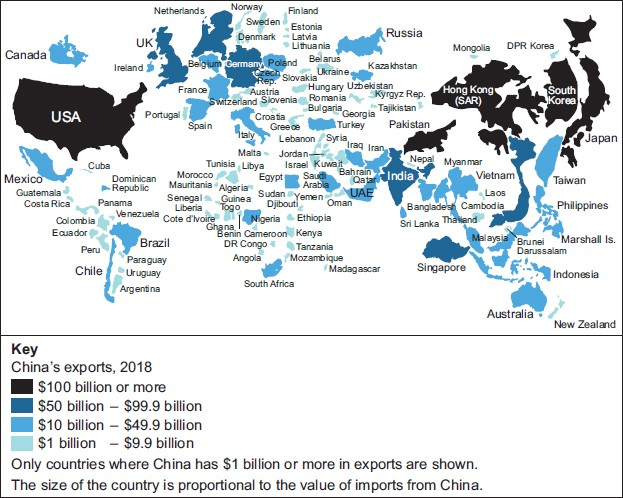 Netherlands
Norway
Sweden
Finland
Denmark
Estonia
Latvia
Lithuania
Russia
Canada
UK
Ireland
Belgium
Germany
Poland
Belarus
Mongolia
DPR Korea
Czech
Rep.
Ukraine
Kazakhstan
Slovakia
France
Austria
Switzerland
Hungary
Uzbekistan
Hong Kong
(SAR)
South
Korea
USA
Slovenia
Romania
Kyrgyz Rep.
Bulgaria
Tajikistan
Portugal
Spain
Croatia
Georgia
Greece
Turkey
Pakistan
Italy
Lebanon
Syria
Japan
Malta
Jordan
Iraq
Iran
Nepal
Myanmar
Mexico
Cuba
Tunisia
Libya
Israel
Kuwait
Bahrain
Vietnam
Taiwan
Dominican
Republic
Morocco
Mauritania
Algeria
Egypt
Saudi
Arabia
Qatar
UAE
India
Laos
Guatemala
Costa Rica
Panama
Senegal
Guinea
Sudan
Yemen
Oman
Bangladesh
Cambodia
Philippines
Liberia
Togo
Djibouti
Thailand
Venezuela
Colombia
Cote d'Ivoire
Nigeria
Ethiopia
Sri Lanka
Ecuador
Brazil
Ghana
Benin
Cameroon
Kenya
Malaysia
Brunei
Darussalam
Marshall Is.
Peru
DR Congo
Tanzania
Paraguay
Angola
Mozambique
Singapore
Chile
Uruguay
Madagascar
Indonesia
Argentina
South Africa
Australia
New Zealand
Key
China's exports, 2018
$100 billion or more
$50 billion – $99.9 billion
$10 billion – $49.9 billion
$1 billion – $9.9 billion
Only countries where China has $1 billion or more in exports are shown.
The size of the country is proportional to the value of imports from China.